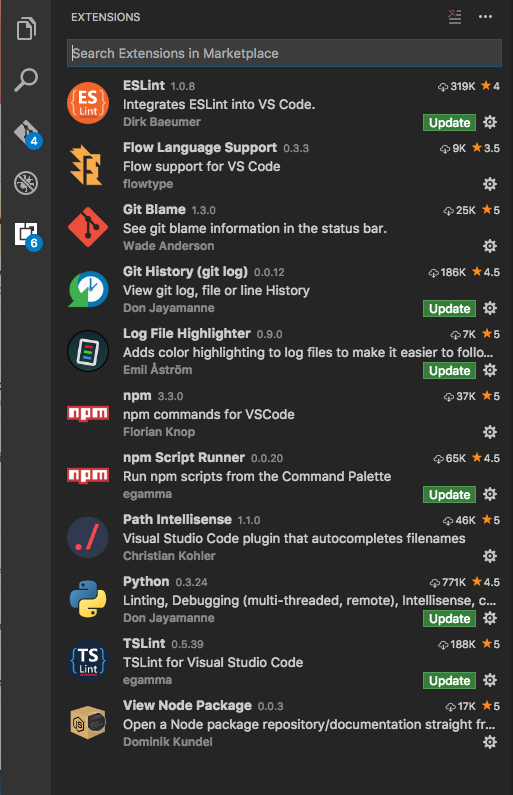 EXTENSIONS
Search Extensions in Marketplace
ESLint 1.0.8 319K 4
Integrates ESLint into VS Code.
Dirk Baeumer Update
Flow Language Support 0.3.3 9K 3.5
Flow support for VS Code
flowtype
Git Blame 1.3.0 25K 5
See git blame information in the status bar.
Wade Anderson
Git History (git log) 0.0.12 186K 4.5
View git log, file or line History
Don Jayamanne Update
Log File Highlighter 0.9.0 7K 5
Adds color highlighting to log files to make it easier to follo...
Emil Åström Update
npm 3.3.0 37K 5
npm commands for VSCode
Florian Knop
npm Script Runner 0.0.20 65K 4.5
Run npm scripts from the Command Palette
egamma Update
Path Intellisense 1.1.0 46K 5
Visual Studio Code plugin that autocompletes filenames
Christian Kohler
Python 0.3.24 771K 4.5
Linting, Debugging (multi-threaded, remote), Intellisense, c...
Don Jayamanne Update
TSLint 0.5.39 188K 5
TSLint for Visual Studio Code
egamma Update
View Node Package 0.0.3 17K 5
Open a Node package repository/documentation straight fr...
Dominik Kundel
4
6
ES
Lint
npm
npm
./
TS
Lint